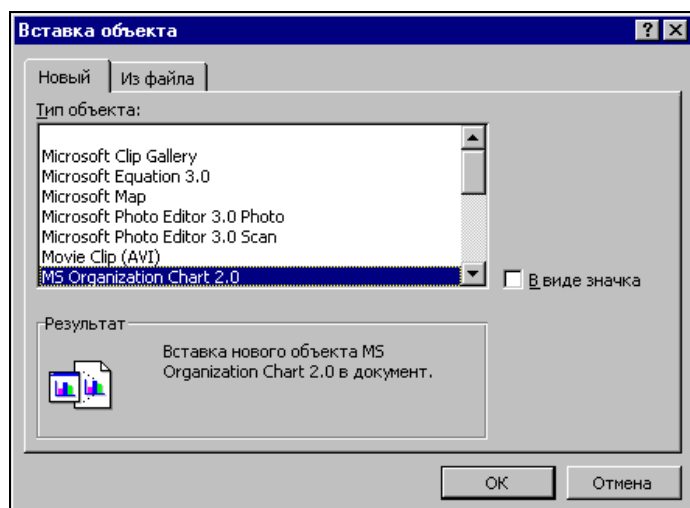 Вставка объекта
Новый
Из файла
Тип объекта:
Microsoft Clip Gallery
Microsoft Equation 3.0
Microsoft Map
Microsoft Photo Editor 3.0 Photo
Microsoft Photo Editor 3.0 Scan
Movie Clip (AVI)
MS Organization Chart 2.0
В виде значка
Результат
Вставка нового объекта MS
Organization Chart 2.0 в документ.
ОК
Отмена